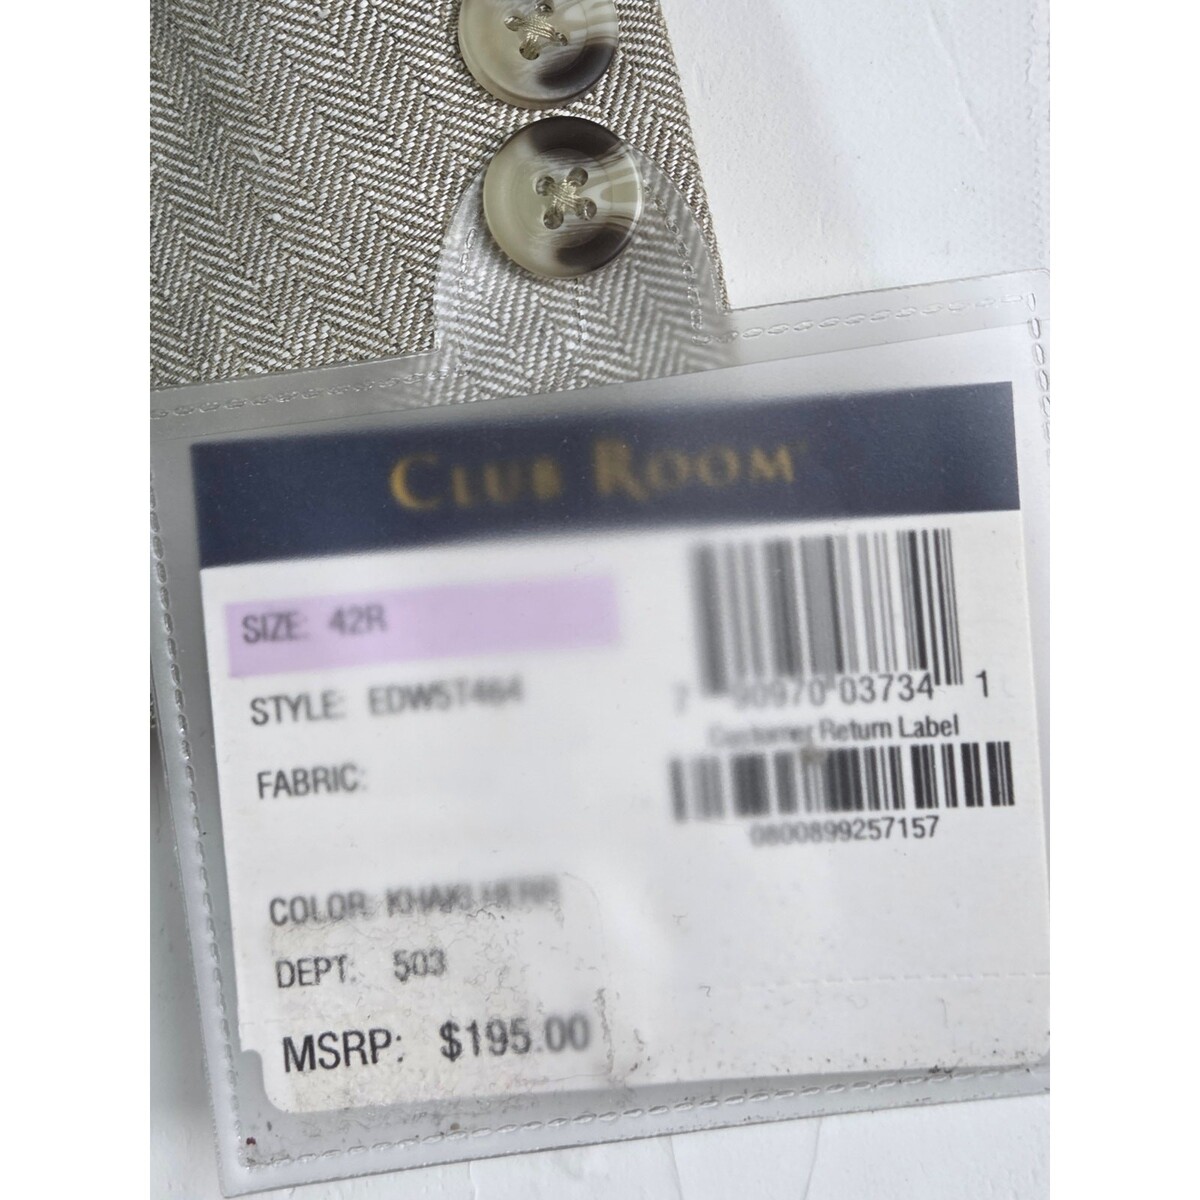 CLUB ROOM
SIZE: 42R
STYLE: EDW5T464
FABRIC:
COLOR: KHAKI HERR
DEPT: 503
MSRP: $195.00
7 90970 03734 1
Customer Return Label
0800899257157